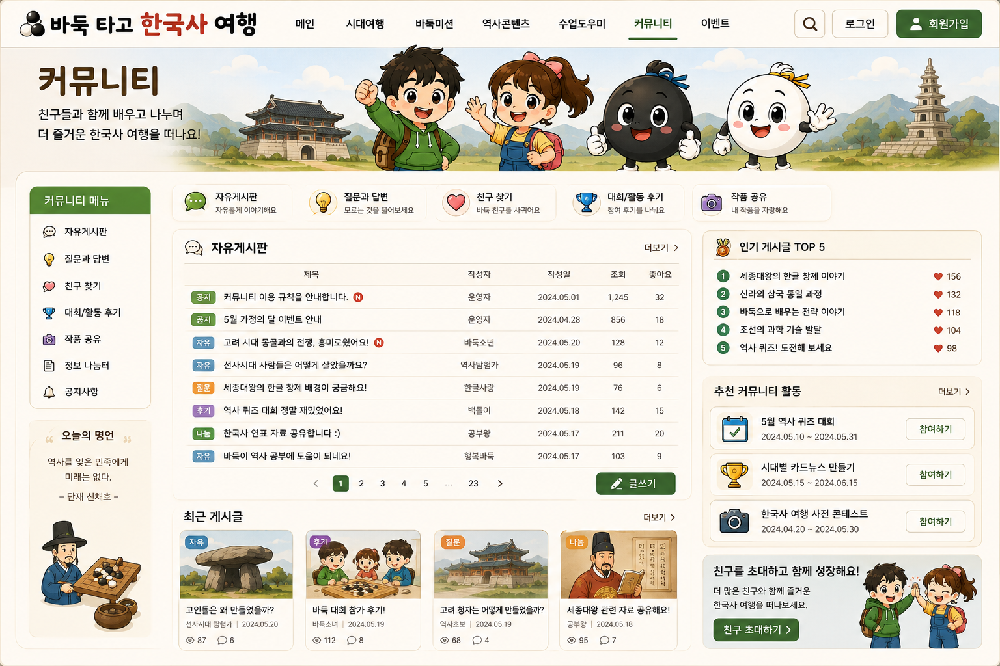 바둑 타고 한국사 여행
메인
시대여행
바둑미션
역사콘텐츠
수업도우미
커뮤니티
이벤트
로그인
회원가입
커뮤니티
친구들과 함께 배우고 나누며
더 즐거운 한국사 여행을 떠나요!
커뮤니티 메뉴
자유게시판
질문과 답변
친구 찾기
대회/활동 후기
작품 공유
정보 나눔터
공지사항
“ 오늘의 명언 ”
역사를 잊은 민족에게
미래는 없다.
– 단재 신채호 –
자유게시판
자유롭게 이야기해요
질문과 답변
모르는 것을 물어보세요
친구 찾기
바둑 친구를 사귀어요
대회/활동 후기
참여 후기를 나눠요
작품 공유
내 작품을 자랑해요
자유게시판
더보기 >
제목 작성자 작성일 조회 좋아요
공지 커뮤니티 이용 규칙을 안내합니다. N 운영자 2024.05.01 1,245 32
공지 5월 가정의 달 이벤트 안내 운영자 2024.04.28 856 18
자유 고려 시대 몽골과의 전쟁, 흥미로웠어요! N 바둑소년 2024.05.20 128 12
자유 선사시대 사람들은 어떻게 살았을까요? 역사탐험가 2024.05.19 96 8
질문 세종대왕의 한글 창제 배경이 궁금해요! 한글사랑 2024.05.19 76 6
후기 역사 퀴즈 대회 정말 재밌었어요! 백돌이 2024.05.18 142 15
나눔 한국사 연표 자료 공유합니다 :) 공부왕 2024.05.17 211 20
자유 바둑이 역사 공부에 도움이 되네요! 행복바둑 2024.05.17 103 9
< 1 2 3 4 5 ... 23 >
글쓰기
최근 게시글
더보기 >
자유
고인돌은 왜 만들었을까?
선사시대 탐험가 | 2024.05.20
87 6
후기
바둑 대회 참가 후기!
바둑소녀 | 2024.05.19
112 8
질문
고려 청자는 어떻게 만들었을까?
역사초보 | 2024.05.19
68 4
나눔
세종대왕 관련 자료 공유해요!
공부왕 | 2024.05.18
95 7
인기 게시글 TOP 5
1 세종대왕의 한글 창제 이야기 156
2 신라의 삼국 통일 과정 132
3 바둑으로 배우는 전략 이야기 118
4 조선의 과학 기술 발달 104
5 역사 퀴즈! 도전해 보세요 98
추천 커뮤니티 활동
더보기 >
5월 역사 퀴즈 대회
2024.05.10 ~ 2024.05.31
참여하기
시대별 카드뉴스 만들기
2024.05.15 ~ 2024.06.15
참여하기
한국사 여행 사진 콘테스트
2024.04.20 ~ 2024.05.30
참여하기
친구를 초대하고 함께 성장해요!
더 많은 친구와 함께 즐거운
한국사 여행을 떠나보세요.
친구 초대하기 >